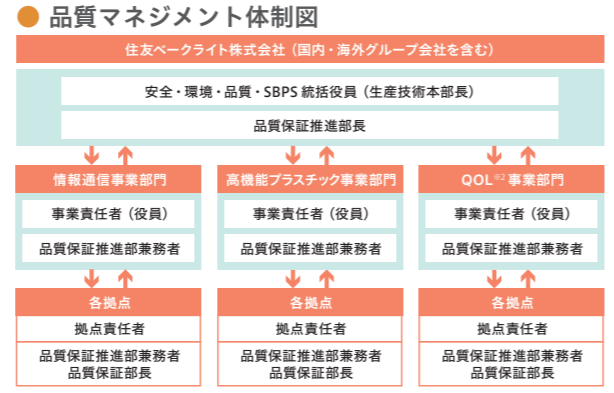 品質マネジメント体制図
住友ベークライト株式会社（国内・海外グループ会社を含む）
安全・環境・品質・SBPS 統括役員（生産技術本部長）
品質保証推進部長
情報通信事業部門
事業責任者（役員）
品質保証推進部兼務者
各拠点
拠点責任者
品質保証推進部兼務者
品質保証部長
高機能プラスチック事業部門
事業責任者（役員）
品質保証推進部兼務者
各拠点
拠点責任者
品質保証推進部兼務者
品質保証部長
QOL※2事業部門
事業責任者（役員）
品質保証推進部兼務者
各拠点
拠点責任者
品質保証推進部兼務者
品質保証部長